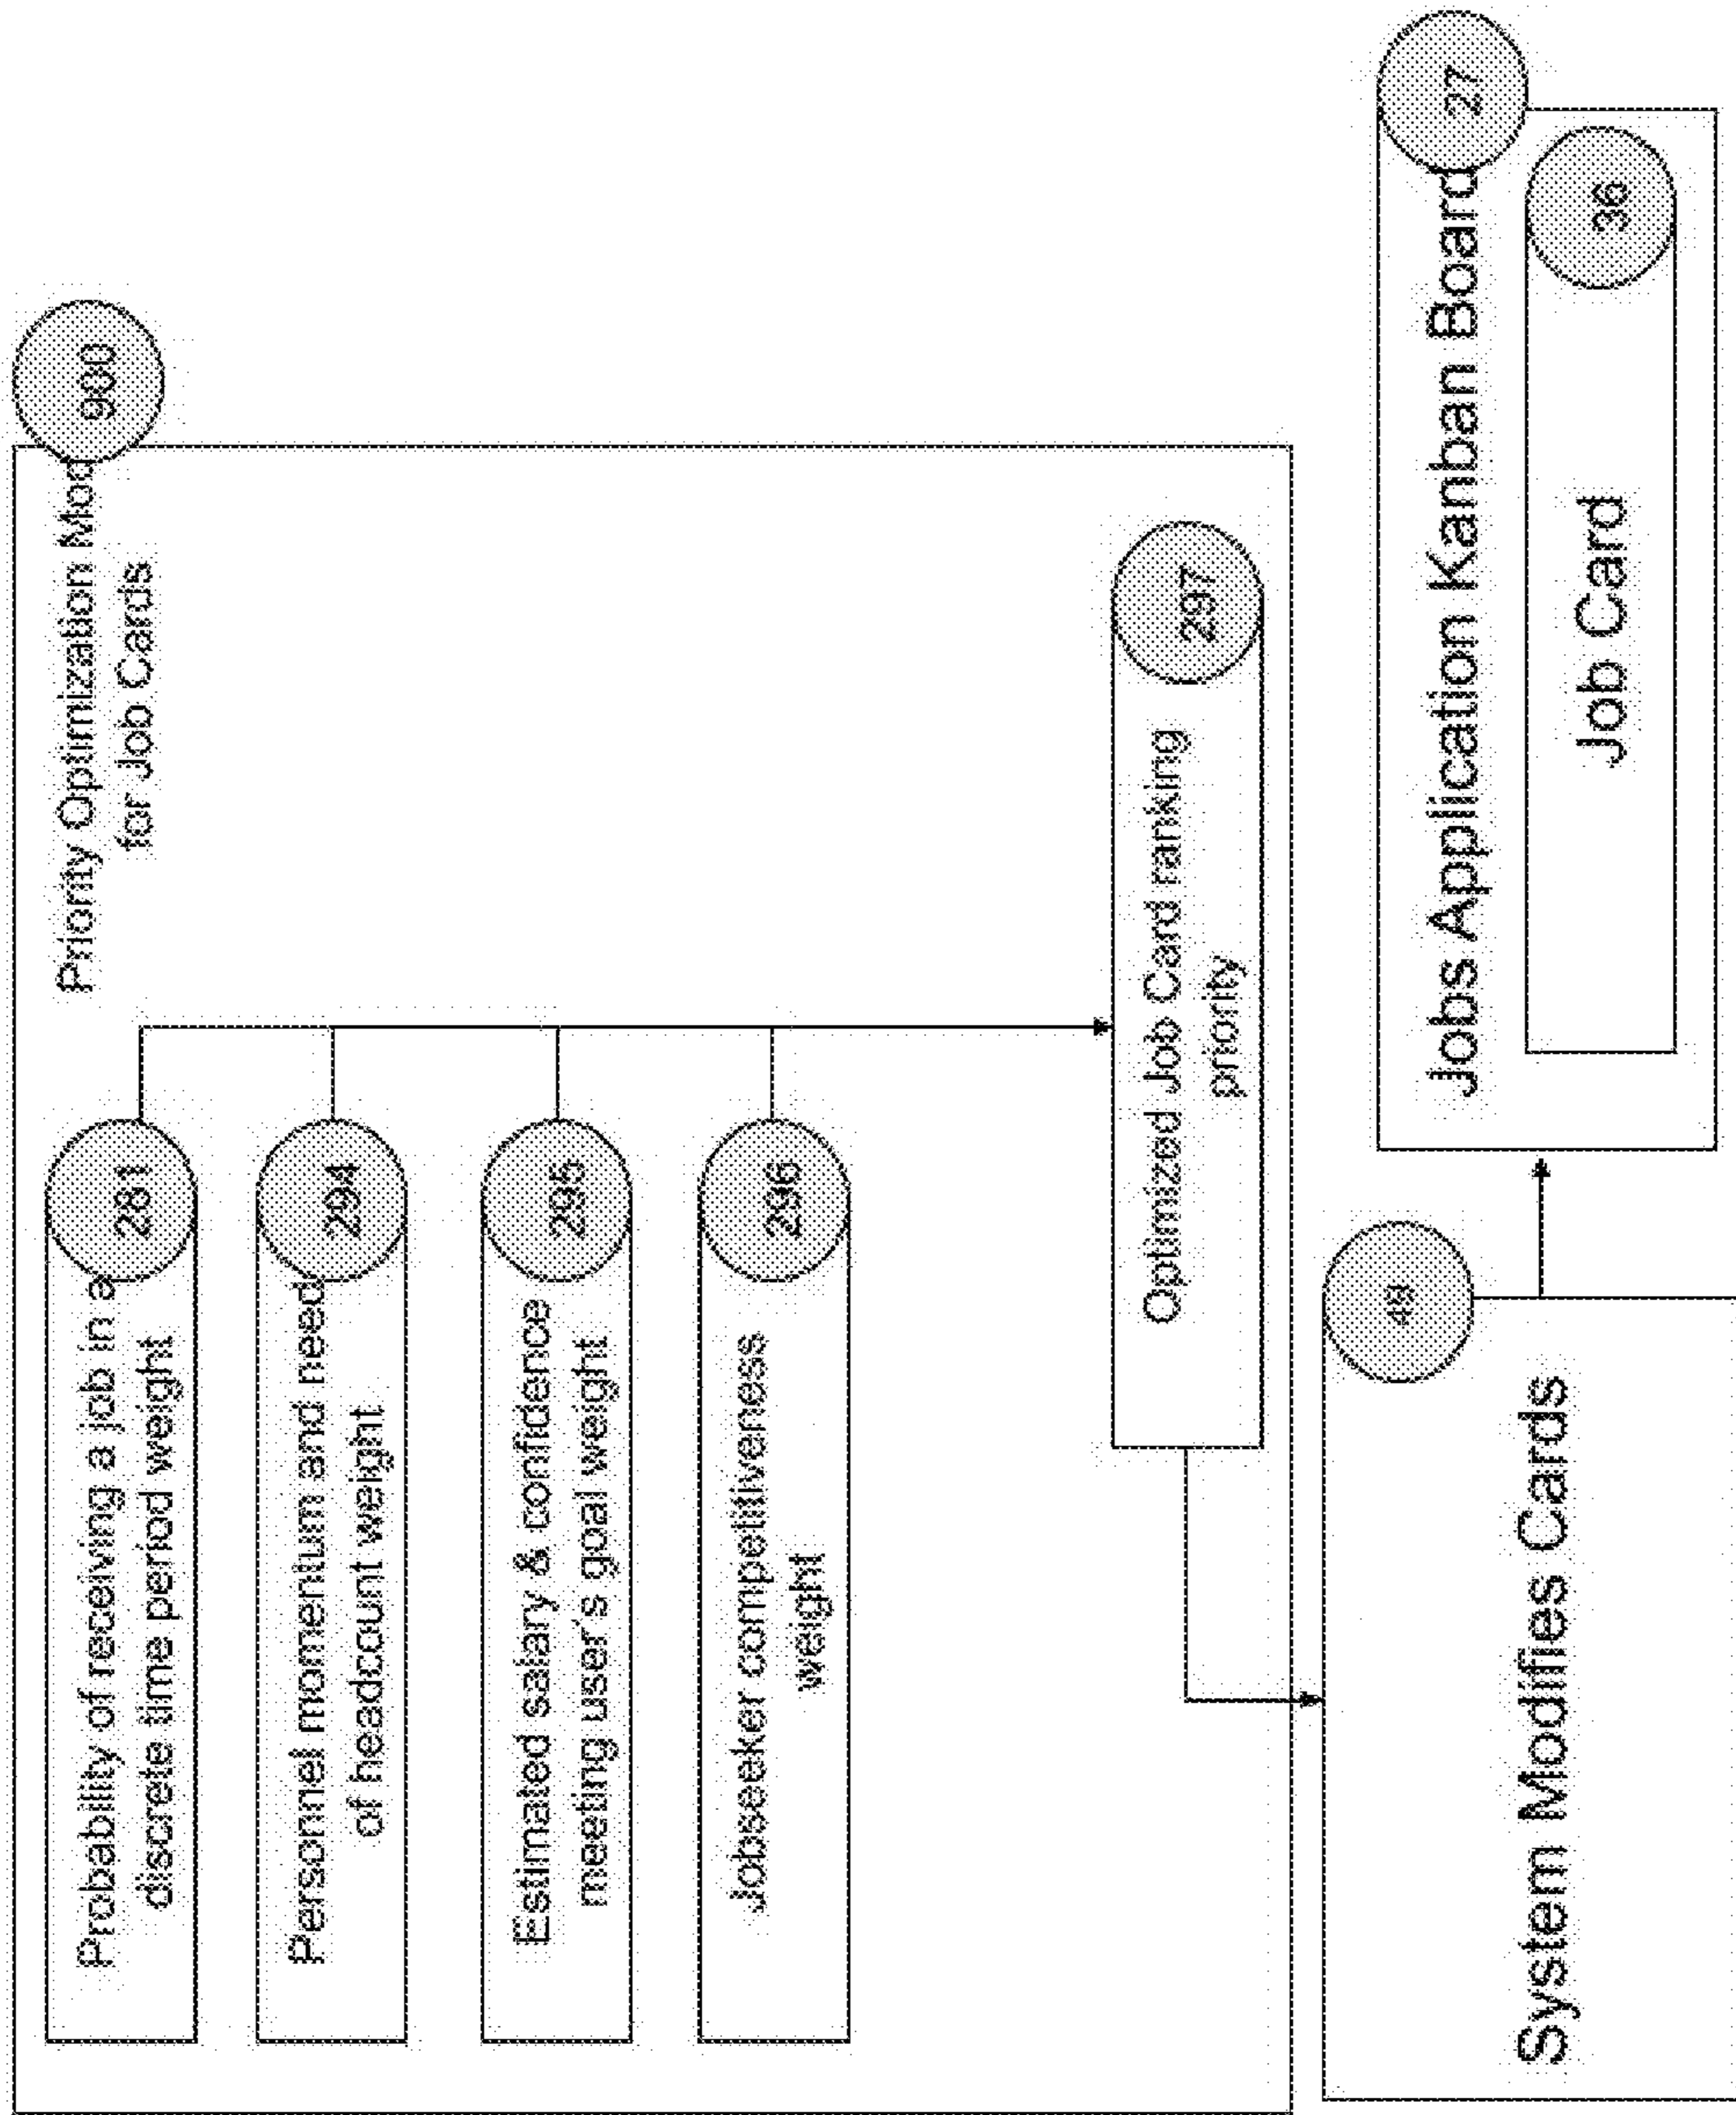 Priority Optimization Mod
for Job Cards
900
Probability of receiving a job in a
discrete time period weight
281
Personnel momentum and need
of headcount weight
294
Estimated salary & confidence
meeting user's goal weight
295
Jobseeker competitiveness
weight
296
Optimized Job Card ranking
priority
297
System Modifies Cards
Jobs Application Kanban Board
27
Job Card
36